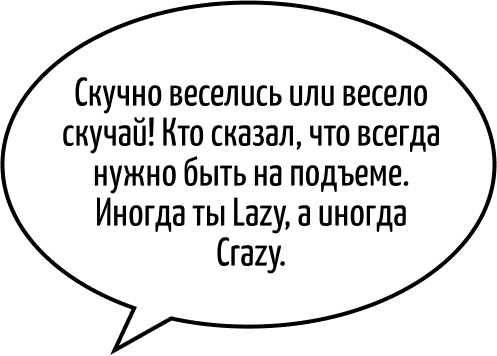 Скучно веселись или весело
скучай! Кто сказал, что всегда
нужно быть на подъеме.
Иногда ты Lazy, а иногда
Crazy.